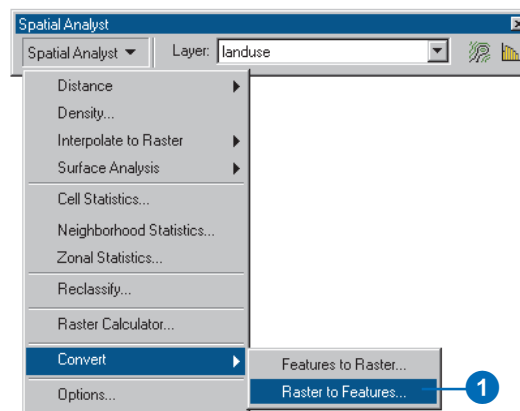 Spatial Analyst
Spatial Analyst Layer: landuse
Distance
Density...
Interpolate to Raster
Surface Analysis
Cell Statistics...
Neighborhood Statistics...
Zonal Statistics...
Reclassify...
Raster Calculator...
Convert
Features to Raster...
Raster to Features... 1
Options...